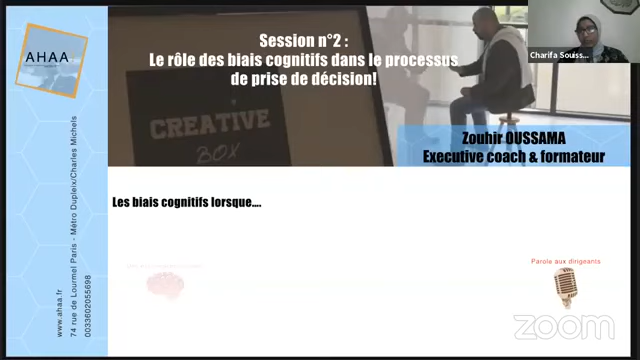 AHAA
Session n°2 :
Le rôle des biais cognitifs dans le processus
de prise de décision!
Charifa Souiss...
CREATIVE
BOX
Zouhir OUSSAMA
Executive coach & formateur
Les biais cognitifs lorsque....
Parole aux dirigeants
www.ahaa.fr
74 rue de Lourmel Paris - Métro Dupleix/Charles Michels
0033602055698
zoom